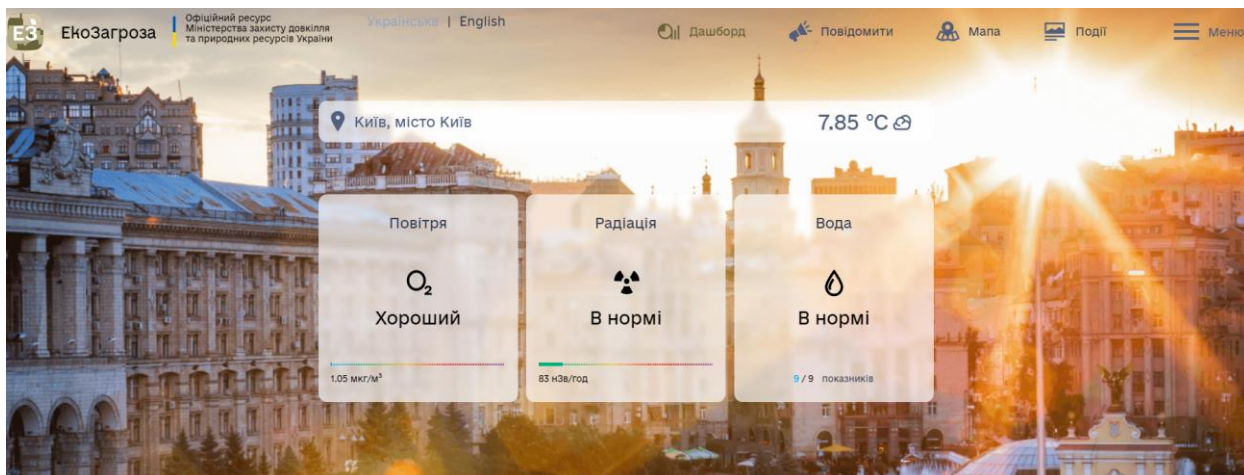 ЕЗ
ЕкоЗагроза
Офіційний ресурс
Міністерства захисту довкілля
та природних ресурсів України
Українська | English
Дашборд
Повідомити
Мапа
Події
Меню
Київ, місто Київ
7.85 °C
Повітря
O₂
Хороший
1.05 мкг/м³
Радіація
В нормі
83 нЗв/год
Вода
В нормі
9 / 9 показників